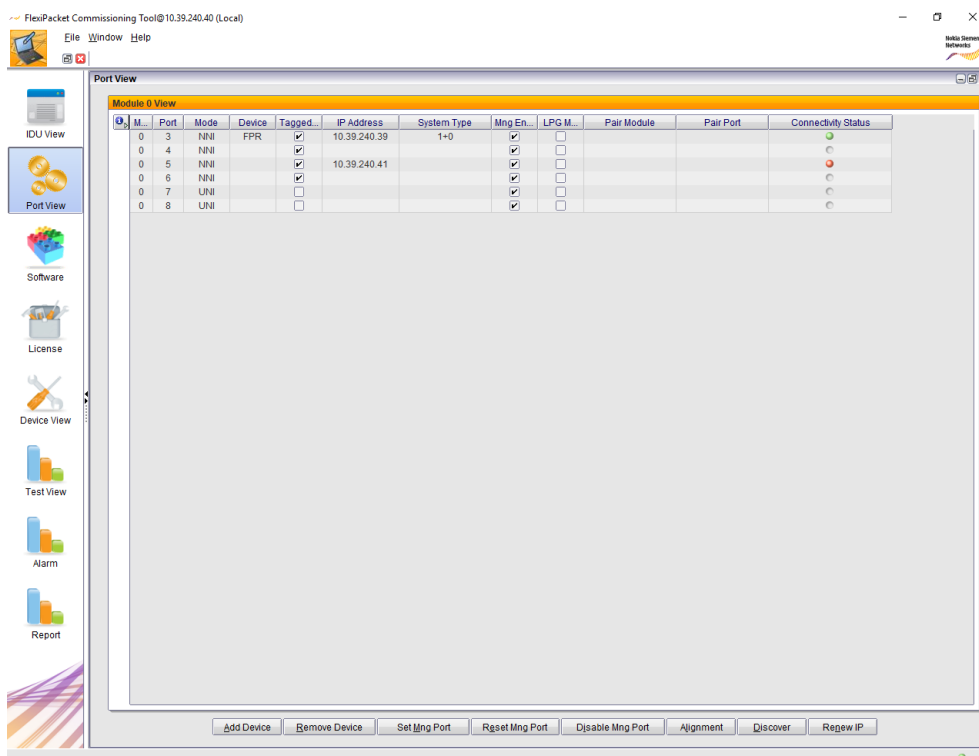 FlexiPacket Commissioning Tool@10.39.240.40 (Local)
File Window Help
Nokia Siemens
Networks
Port View
Module 0 View
M... Port Mode Device Tagged... IP Address System Type Mng En... LPG M... Pair Module Pair Port Connectivity Status
0 3 NNI FPR 10.39.240.39 1+0
0 4 NNI
0 5 NNI 10.39.240.41
0 6 NNI
0 7 UNI
0 8 UNI
IDU View
Port View
Software
License
Device View
Test View
Alarm
Report
Add Device Remove Device Set Mng Port Reset Mng Port Disable Mng Port Alignment Discover Renew IP